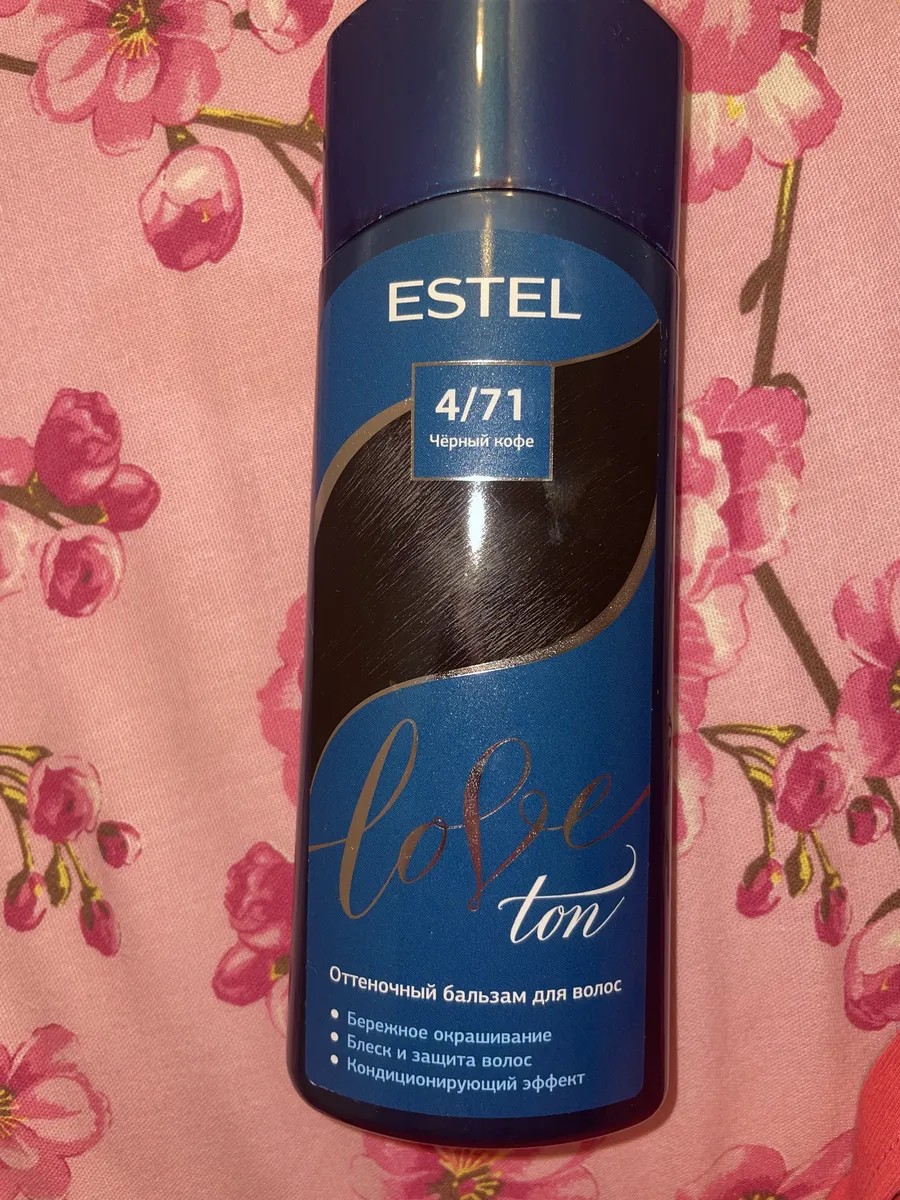 ESTEL
4/71
Чёрный кофе
love
ton
Оттеночный бальзам для волос
• Бережное окрашивание
• Блеск и защита волос
• Кондиционирующий эффект